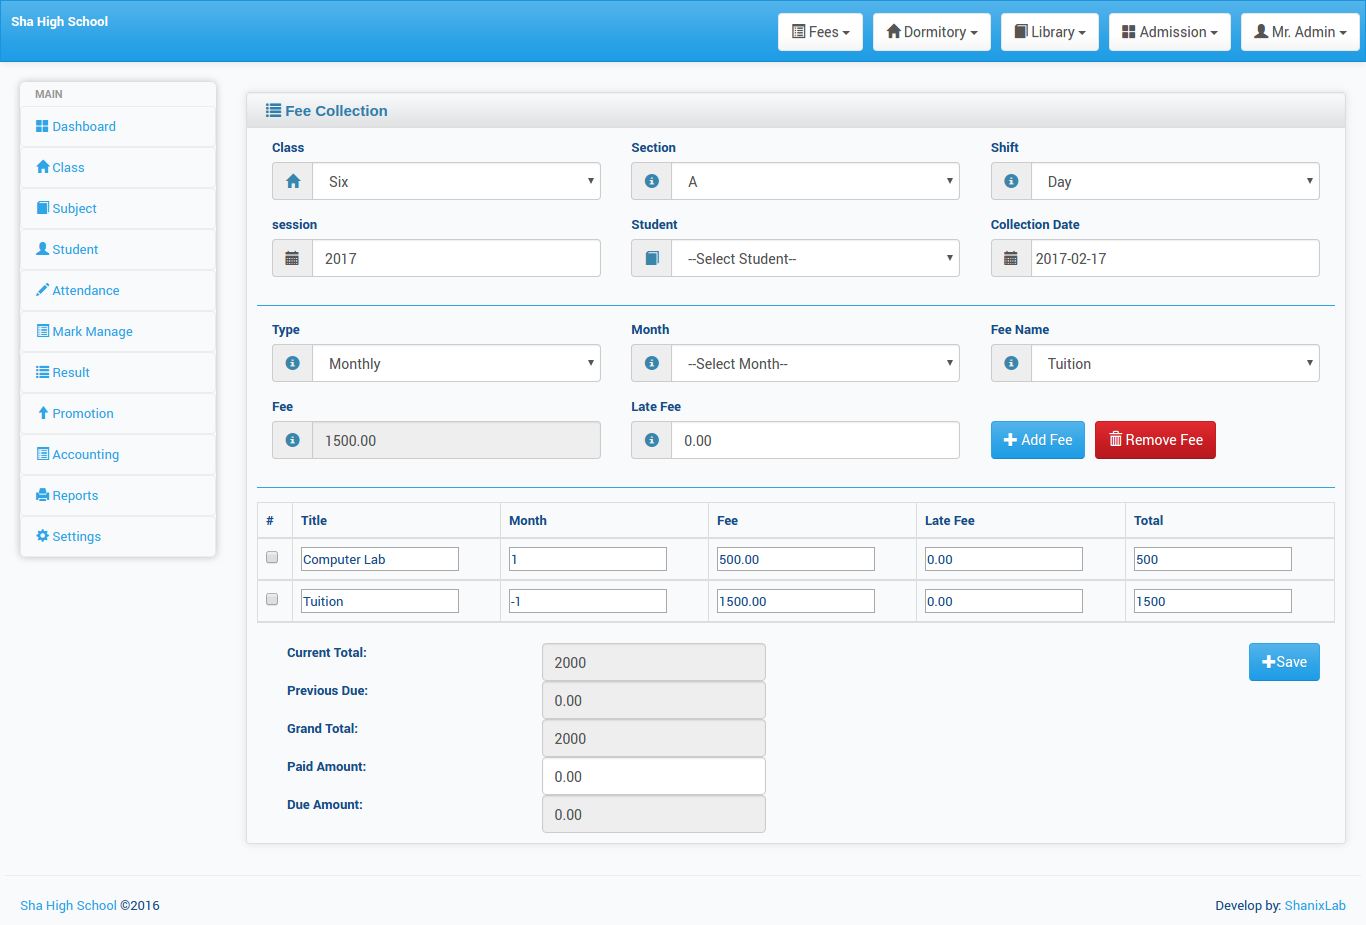 Sha High School
Fees Dormitory Library Admission Mr. Admin
MAIN
Dashboard
Class
Subject
Student
Attendance
Mark Manage
Result
Promotion
Accounting
Reports
Settings
Fee Collection
Class Section Shift
Six A Day
session Student Collection Date
2017 --Select Student-- 2017-02-17
Type Month Fee Name
Monthly --Select Month-- Tuition
Fee Late Fee
1500.00 0.00 Add Fee Remove Fee
# Title Month Fee Late Fee Total
Computer Lab 1 500.00 0.00 500
Tuition -1 1500.00 0.00 1500
Current Total: 2000 Save
Previous Due: 0.00
Grand Total: 2000
Paid Amount: 0.00
Due Amount: 0.00
Sha High School ©2016 Develop by: ShanixLab